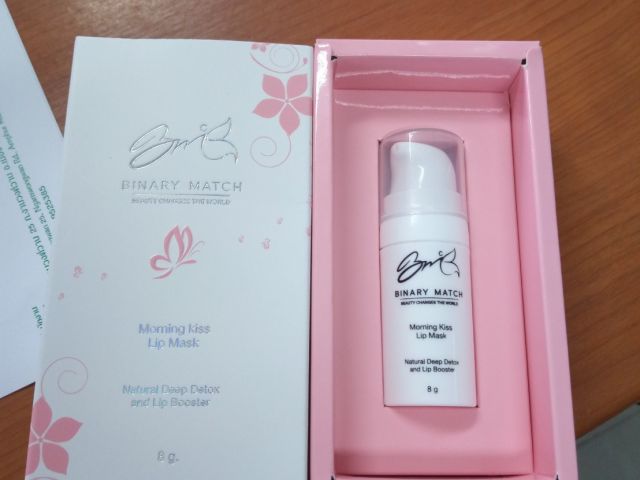 BINARY MATCH
BEAUTY CHANGES THE WORLD
Morning Kiss
Lip Mask
Natural Deep Detox
and Lip Booster
8 g.
BINARY MATCH
BEAUTY CHANGES THE WORLD
Morning Kiss
Lip Mask
Natural Deep Detox
and Lip Booster
8 g